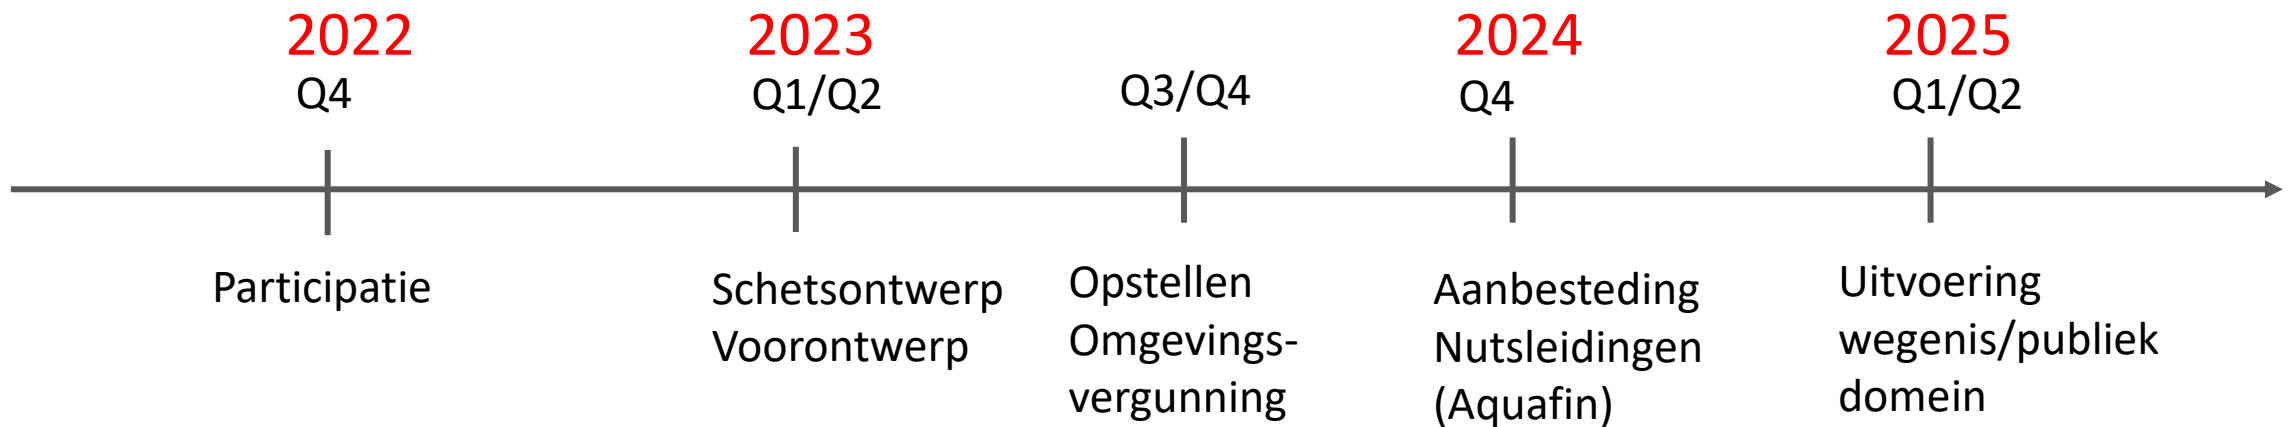 2022
Q4
2023
Q1/Q2
Q3/Q4
2024
Q4
2025
Q1/Q2
Participatie
Schetsontwerp
Voorontwerp
Opstellen
Omgevings-
vergunning
Aanbesteding
Nutsleidingen
(Aquafin)
Uitvoering
wegenis/publiek
domein